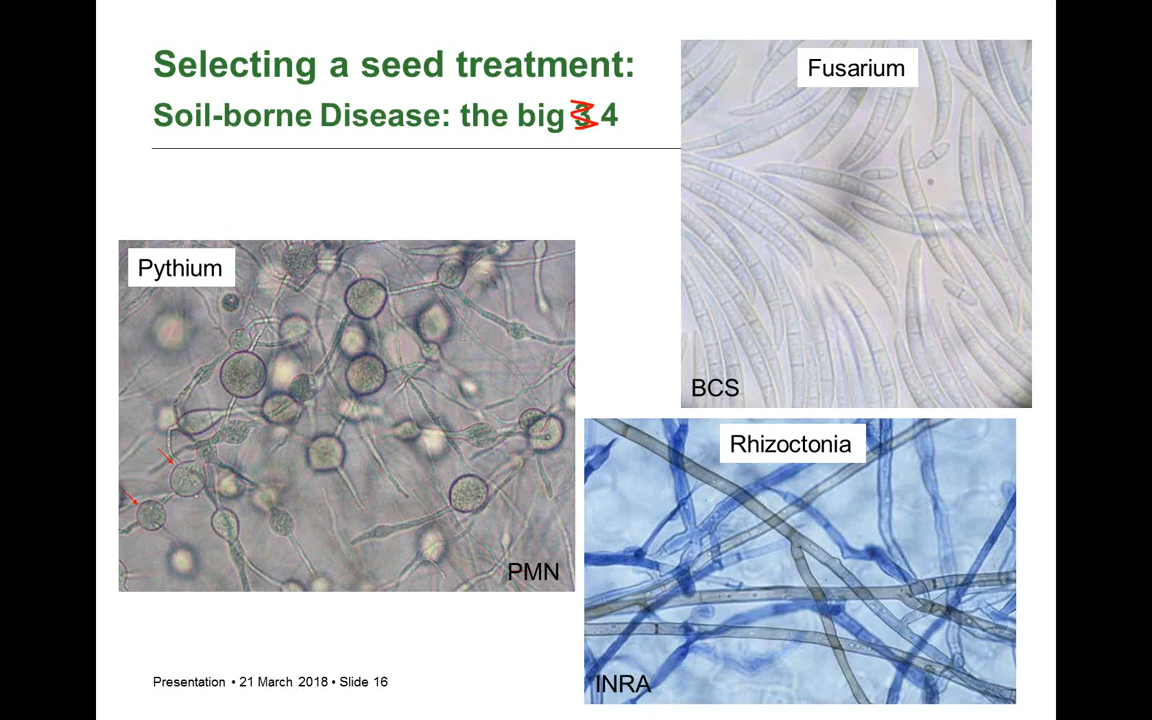 Selecting a seed treatment:
Soil-borne Disease: the big 3 4
Fusarium
BCS
Pythium
PMN
Rhizoctonia
INRA
Presentation • 21 March 2018 • Slide 16